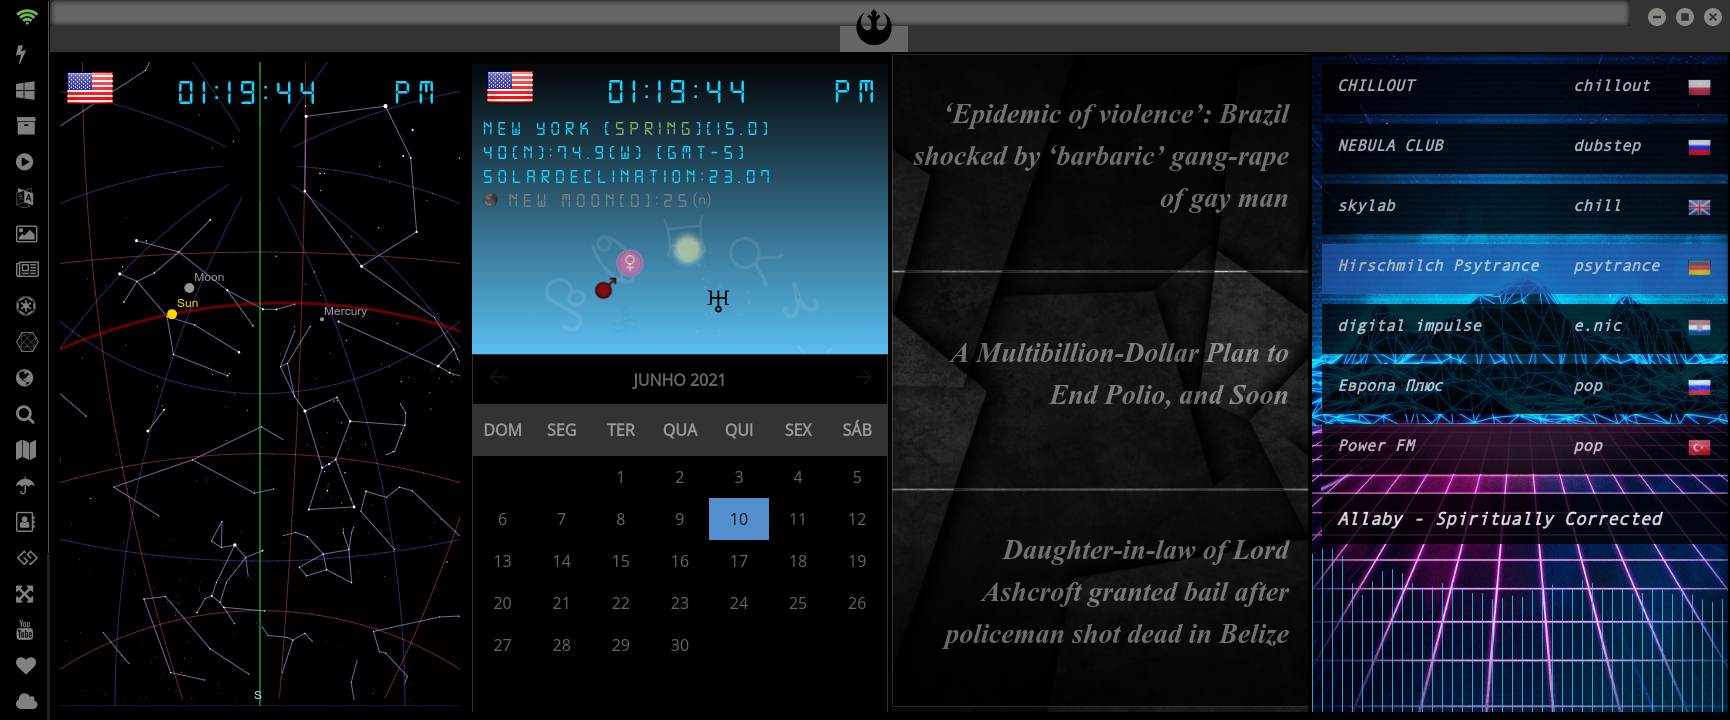 01:19:44 PM
Moon
Sun
Mercury
S
01:19:44 PM
NEW YORK [SPRING][15.0]
40(N):74.9(W) [GMT-5]
SOLARDECLINATION:23.07
NEW MOON[0]:25(n)
JUNHO 2021
DOM SEG TER QUA QUI SEX SÁB
1 2 3 4 5
6 7 8 9 10 11 12
13 14 15 16 17 18 19
20 21 22 23 24 25 26
27 28 29 30
‘Epidemic of violence’: Brazil
shocked by ‘barbaric’ gang-rape
of gay man
A Multibillion-Dollar Plan to
End Polio, and Soon
Daughter-in-law of Lord
Ashcroft granted bail after
policeman shot dead in Belize
CHILLOUT chillout
NEBULA CLUB dubstep
skylab chill
Hirschmilch Psytrance psytrance
digital impulse e.nic
Европа Плюс pop
Power FM pop
Allaby - Spiritually Corrected
You
Tube